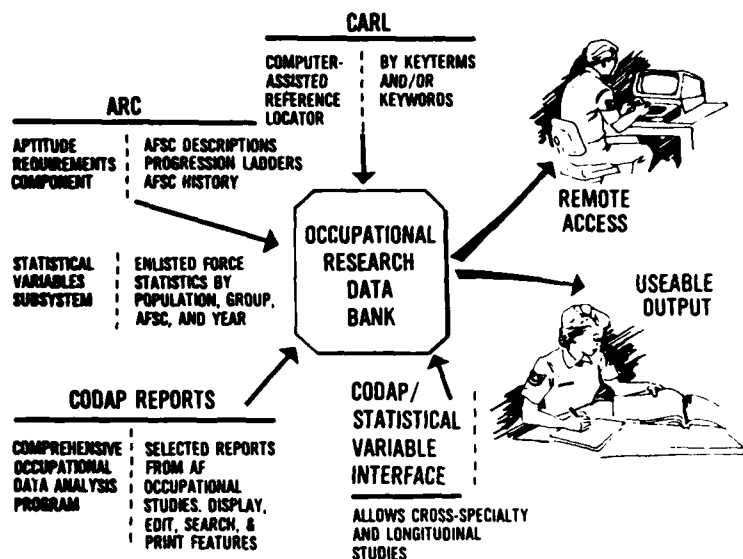 CARL
COMPUTER-
ASSISTED
REFERENCE
LOCATOR
BY KEYTERMS
AND/OR
KEYWORDS
ARC
APTITUDE
REQUIREMENTS
COMPONENT
AFSC DESCRIPTIONS
PROGRESSION LADDERS
AFSC HISTORY
STATISTICAL
VARIABLES
SUBSYSTEM
ENLISTED FORCE
STATISTICS BY
POPULATION, GROUP,
AFSC, AND YEAR
OCCUPATIONAL
RESEARCH
DATA
BANK
REMOTE
ACCESS
USEABLE
OUTPUT
CODAP REPORTS
COMPREHENSIVE
OCCUPATIONAL
DATA ANALYSIS
PROGRAM
SELECTED REPORTS
FROM AF
OCCUPATIONAL
STUDIES. DISPLAY,
EDIT, SEARCH, &
PRINT FEATURES
CODAP/
STATISTICAL
VARIABLE
INTERFACE
ALLOWS CROSS-SPECIALTY
AND LONGITUDINAL
STUDIES